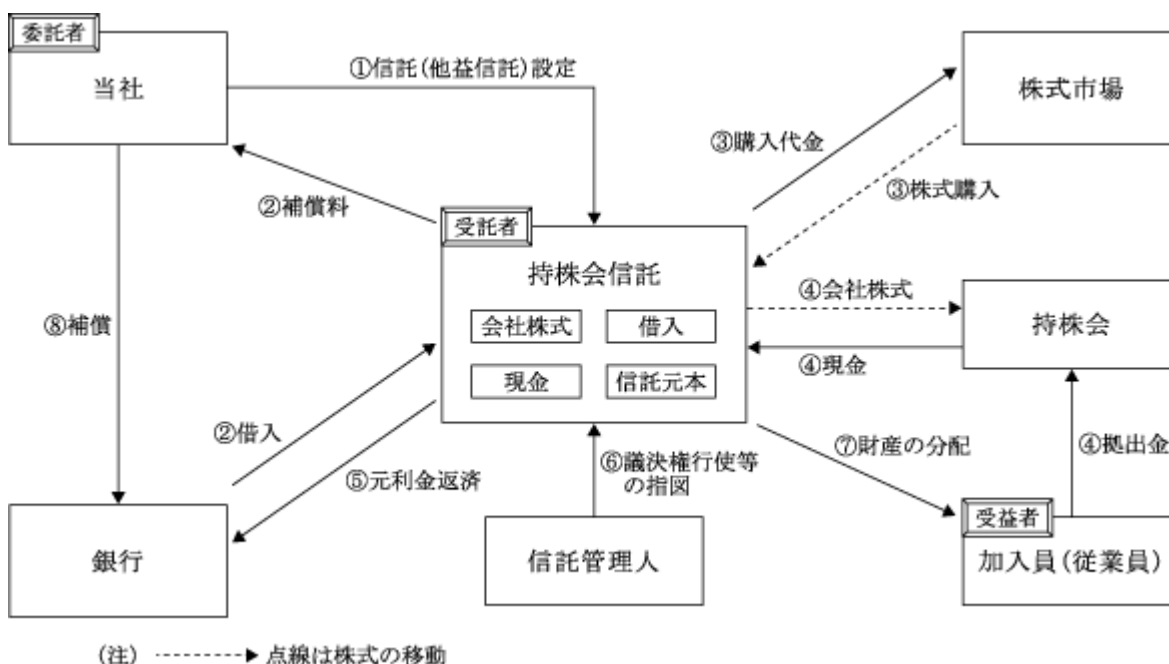 委託者
当社
①信託(他益信託)設定
株式市場
③購入代金
③株式購入
②補償料
受託者
持株会信託
会社株式
借入
現金
信託元本
④会社株式
④現金
持株会
⑧補償
②借入
⑤元利金返済
⑥議決権行使等
の指図
⑦財産の分配
④拠出金
銀行
信託管理人
受益者
加入員(従業員)
(注) 点線は株式の移動